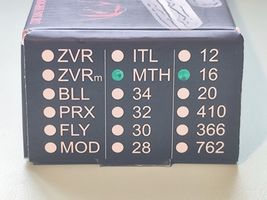 ZVR ITL 12
ZVRm MTH 16
BLL 34 20
PRX 32 410
FLY 30 366
MOD 28 762